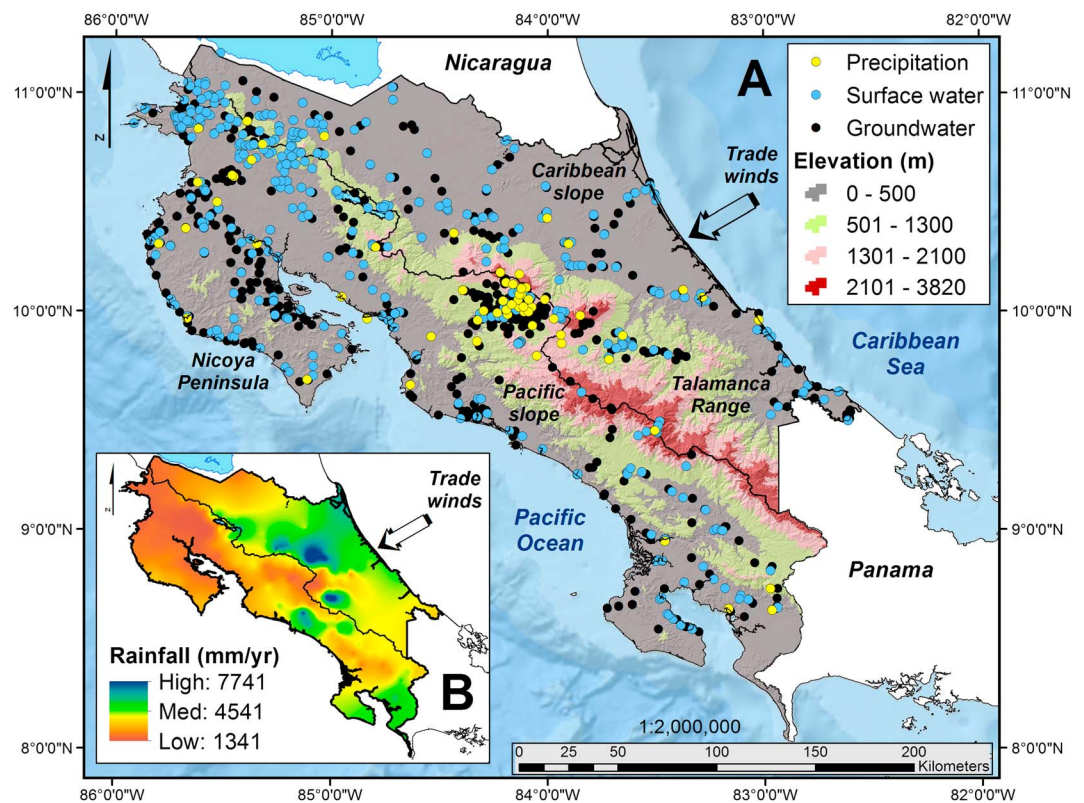 86°0'0"W 85°0'0"W 84°0'0"W 83°0'0"W 82°0'0"W
Nicaragua
A
Precipitation
Surface water
Groundwater
Elevation (m)
0 - 500
501 - 1300
1301 - 2100
2101 - 3820
11°0'0"N
11°0'0"N
N
Caribbean
slope
Trade
winds
10°0'0"N
10°0'0"N
Caribbean
Sea
Nicoya
Peninsula
Pacific
slope
Talamanca
Range
Pacific
Ocean
Panama
9°0'0"N
9°0'0"N
N
Trade
winds
Rainfall (mm/yr)
High: 7741
Med: 4541
Low: 1341
B
1:2,000,000
0 25 50 100 150 200
Kilometers
8°0'0"N
8°0'0"N
86°0'0"W 85°0'0"W 84°0'0"W 83°0'0"W 82°0'0"W